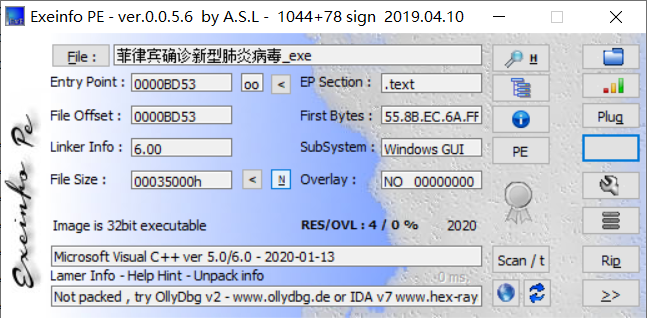 Exeinfo PE - ver.0.0.5.6 by A.S.L - 1044+78 sign 2019.04.10
File : 菲律宾确诊新型肺炎病毒_exe H
Entry Point : 0000BD53 oo < EP Section : .text
File Offset : 0000BD53 First Bytes : 55.8B.EC.6A.FF Plug
Linker Info : 6.00 SubSystem : Windows GUI PE
File Size : 00035000h < N Overlay : NO 00000000
Image is 32bit executable RES/OVL : 4 / 0 % 2020
Microsoft Visual C++ ver 5.0/6.0 - 2020-01-13 Scan / t Rip
Lamer Info - Help Hint - Unpack info 0 ms.
Not packed , try OllyDbg v2 - www.ollydbg.de or IDA v7 www.hex-ray >>
Exeinfo Pe